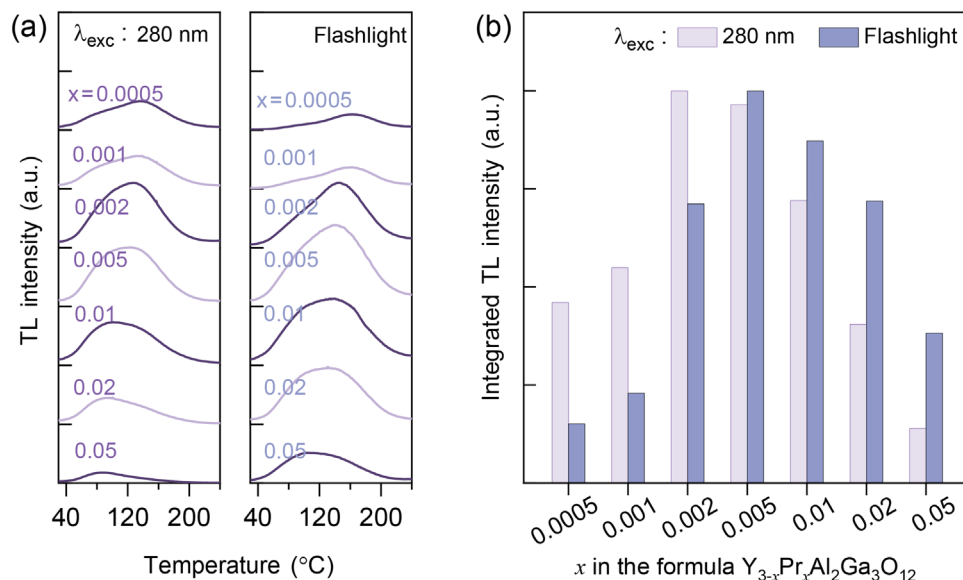 (a)
λexc : 280 nm
Flashlight
x=0.0005
0.001
0.002
0.005
0.01
0.02
0.05
x=0.0005
0.001
0.002
0.005
0.01
0.02
0.05
TL intensity (a.u.)
40 120 200
40 120 200
Temperature (°C)
(b)
λexc : 280 nm Flashlight
Integrated TL intensity (a.u.)
0.0005 0.001 0.002 0.005 0.01 0.02 0.05
x in the formula Y3-xPrxAl2Ga3O12